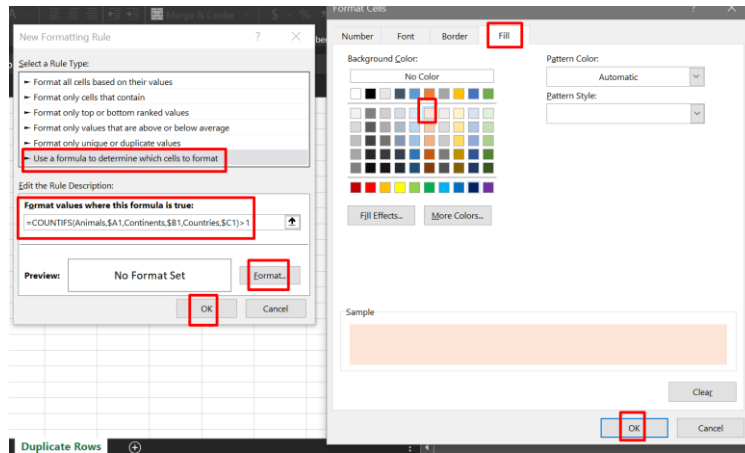 Merge & Center
$
%
New Formatting Rule
?
Select a Rule Type:
► Format all cells based on their values
► Format only cells that contain
► Format only top or bottom ranked values
► Format only values that are above or below average
► Format only unique or duplicate values
► Use a formula to determine which cells to format
Edit the Rule Description:
Format values where this formula is true:
=COUNTIFS(Animals,$A1,Continents,$B1,Countries,$C1)>1
Preview:
No Format Set
Format...
OK
Cancel
Duplicate Rows
Format Cells
?
Number Font Border Fill
Background Color:
No Color
Fill Effects...
More Colors...
Pattern Color:
Automatic
Pattern Style:
Sample
Clear
OK
Cancel